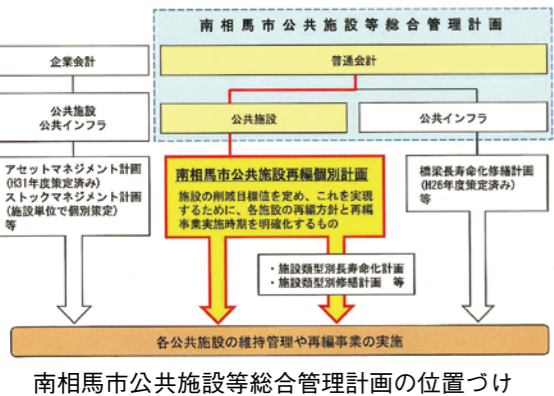 南相馬市公共施設等総合管理計画
企業会計
普通会計
公共施設
公共インフラ
公共施設
公共インフラ
アセットマネジメント計画
(H31年度策定済み)
ストックマネジメント計画
(施設単位で個別策定)
等
南相馬市公共施設再編個別計画
施設の削減目標値を定め、これを実現
するために、各施設の再編方針と再編
事業実施時期を明確化するもの
橋梁長寿命化修繕計画
(H26年度策定済み)
等
・施設類型別長寿命化計画
・施設類型別修繕計画 等
各公共施設の維持管理や再編事業の実施
南相馬市公共施設等総合管理計画の位置づけ